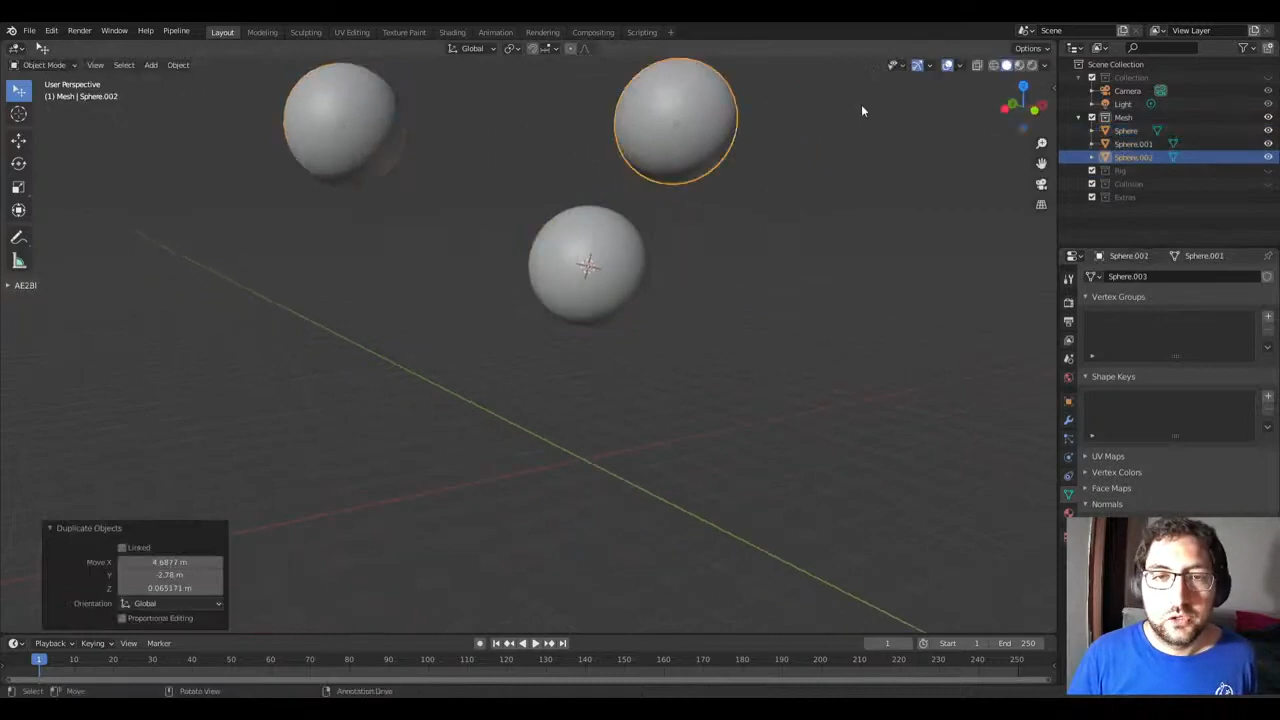 File Edit Render Window Help Pipeline Layout Modeling Sculpting UV Editing Texture Paint Shading Animation Rendering Compositing Scripting + Scene View Layer
Global Options
Object Mode View Select Add Object
User Perspective
(1) Mesh | Sphere.002
Scene Collection
Collection
Camera
Light
Mesh
Sphere
Sphere.001
Sphere.002
Rig
Collision
Extras
AE2BI
Sphere.002 Sphere.001
Sphere.003
Vertex Groups
Shape Keys
UV Maps
Vertex Colors
Face Maps
Normals
Duplicate Objects
Linked
Move X 4.6877 m
Y -2.78 m
Z 0.065171 m
Orientation Global
Proportional Editing
Playback Keying View Marker 1 Start 1 End 250
1 10 20 30 40 50 60 70 80 90 100 110 120 130 140 150 160 170 180 190 200 210 220 230 240 250
Select Move Rotate View Annotation Drive